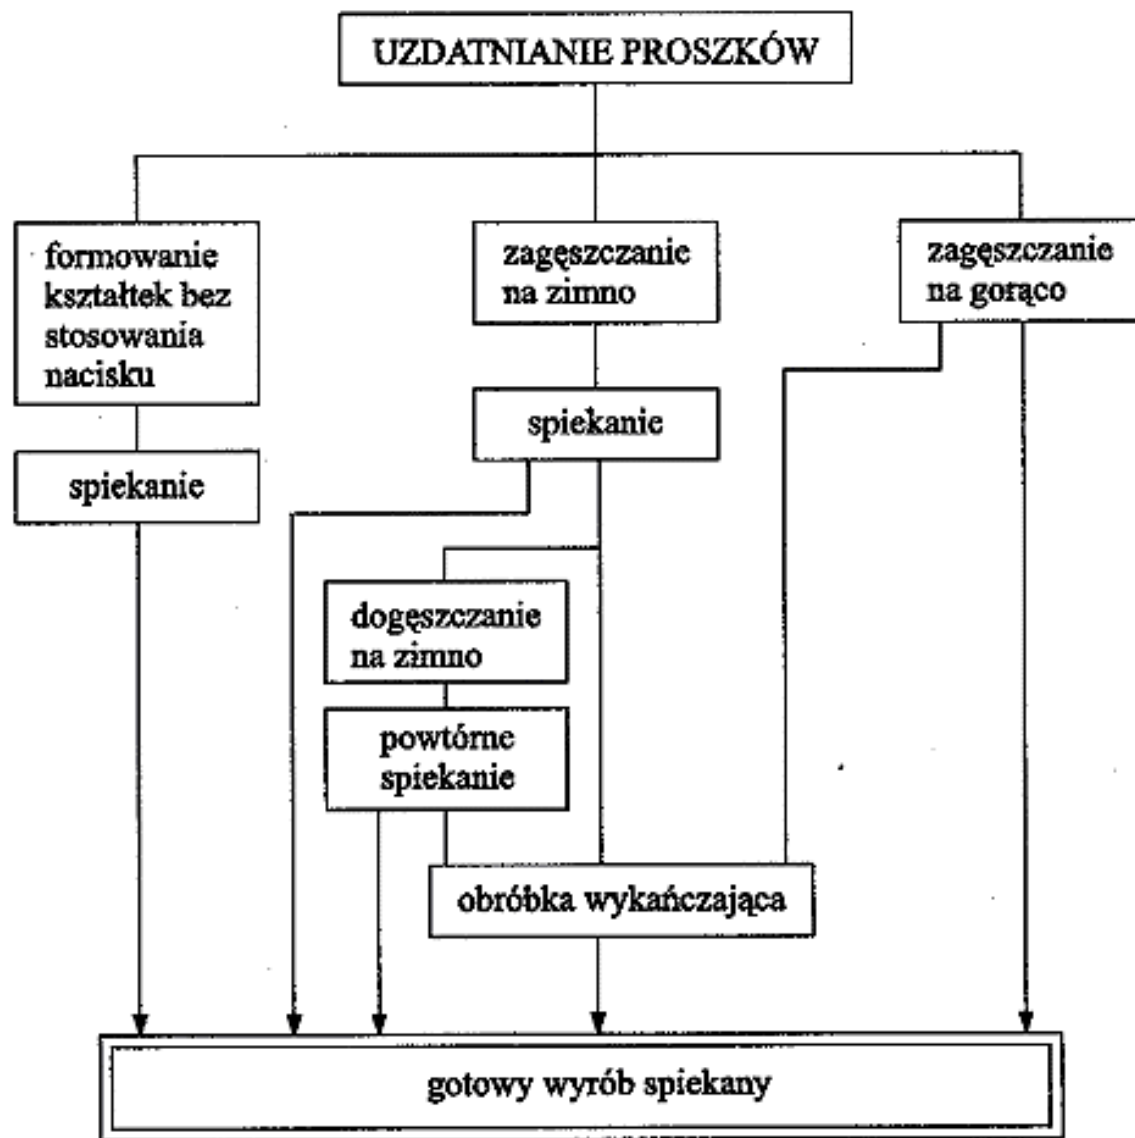 UZDATNIANIE PROSZKÓW
formowanie
kształtek bez
stosowania
nacisku
spiekanie
zagęszczanie
na zimno
spiekanie
dogęszczanie
na zimno
powtórne
spiekanie
zagęszczanie
na gorąco
obróbka wykańczająca
gotowy wyrób spiekany